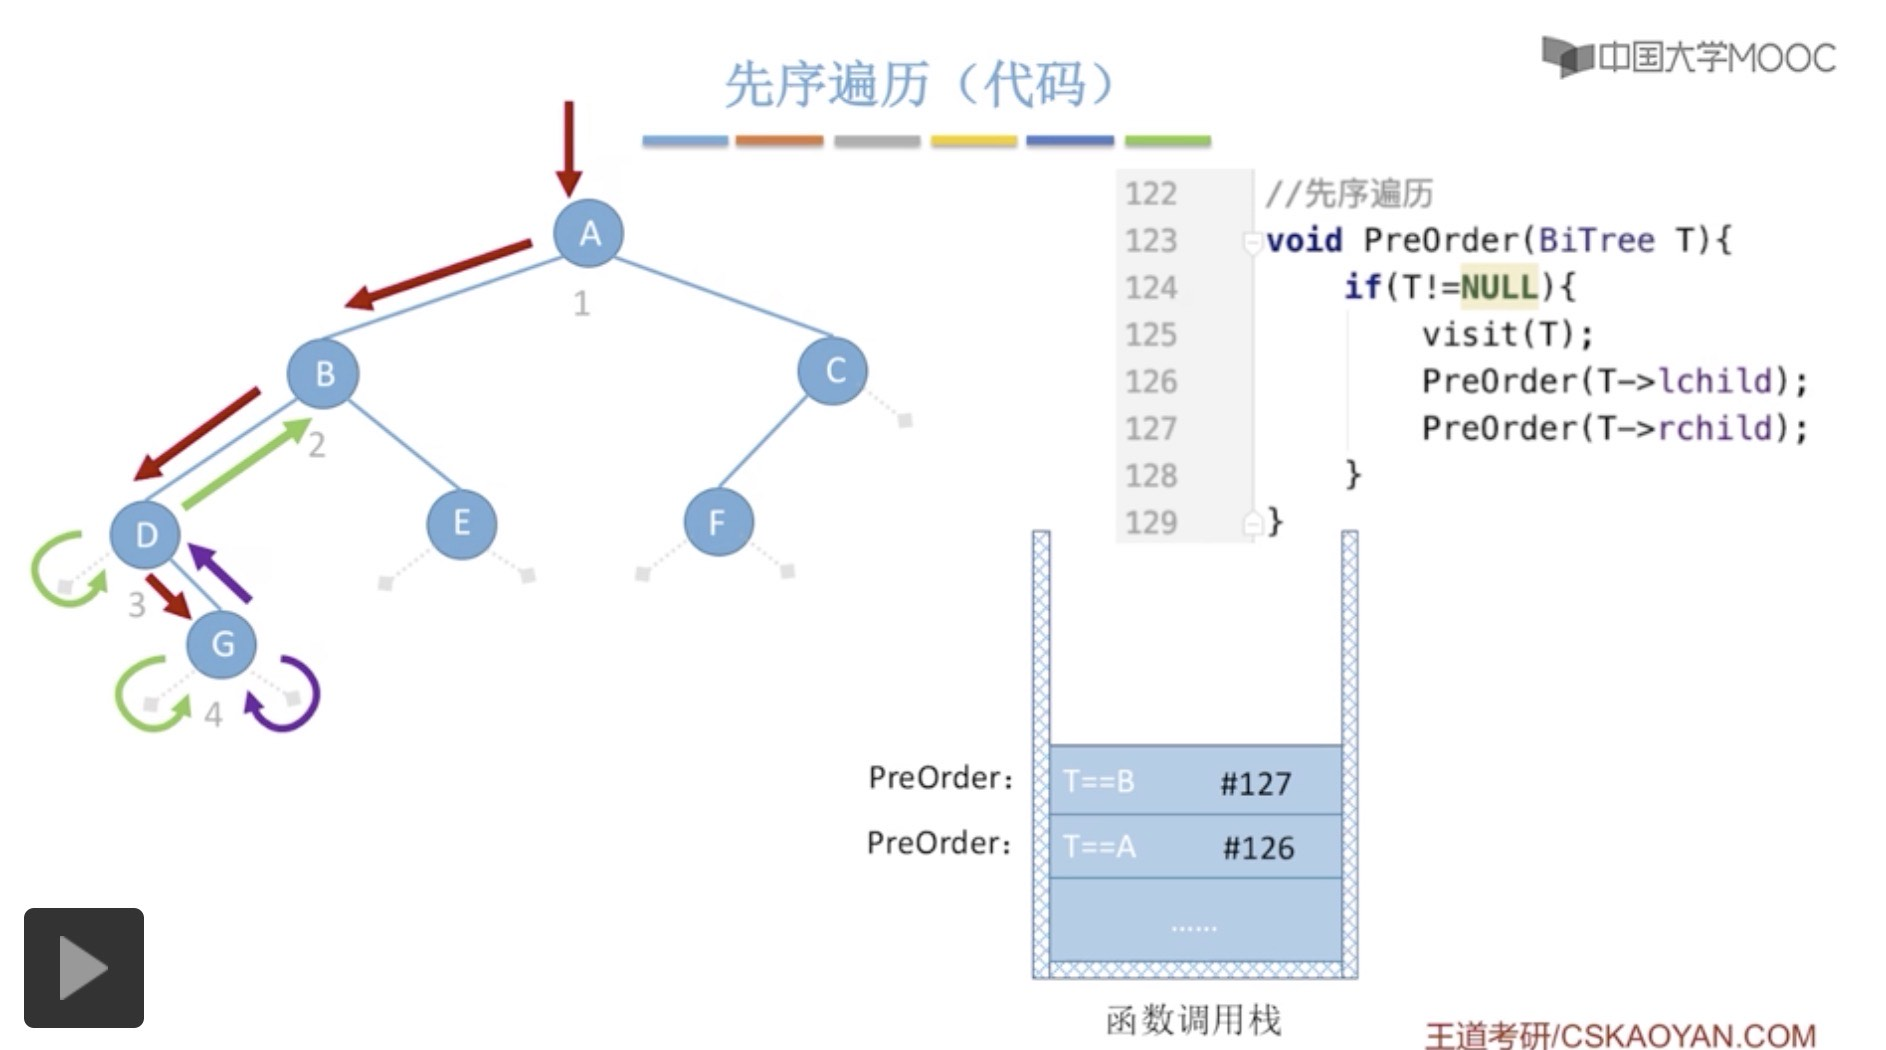 中国大学MOOC
先序遍历（代码）
A
1
B
C
2
D
E
F
3
G
4
122 //先序遍历
123 void PreOrder(BiTree T){
124 if(T!=NULL){
125 visit(T);
126 PreOrder(T->lchild);
127 PreOrder(T->rchild);
128 }
129 }
PreOrder： T==B #127
PreOrder： T==A #126
……
函数调用栈
王道考研/CSKAOYAN.COM